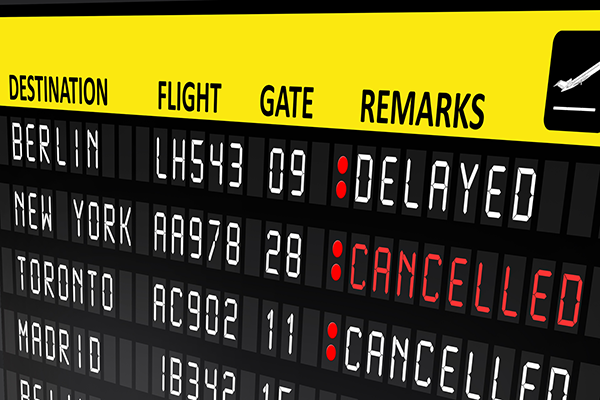 DESTINATION FLIGHT GATE REMARKS
BERLIN LH543 09 DELAYED
NEW YORK AA978 28 CANCELLED
TORONTO AC902 11 CANCELLED
MADRID IB342